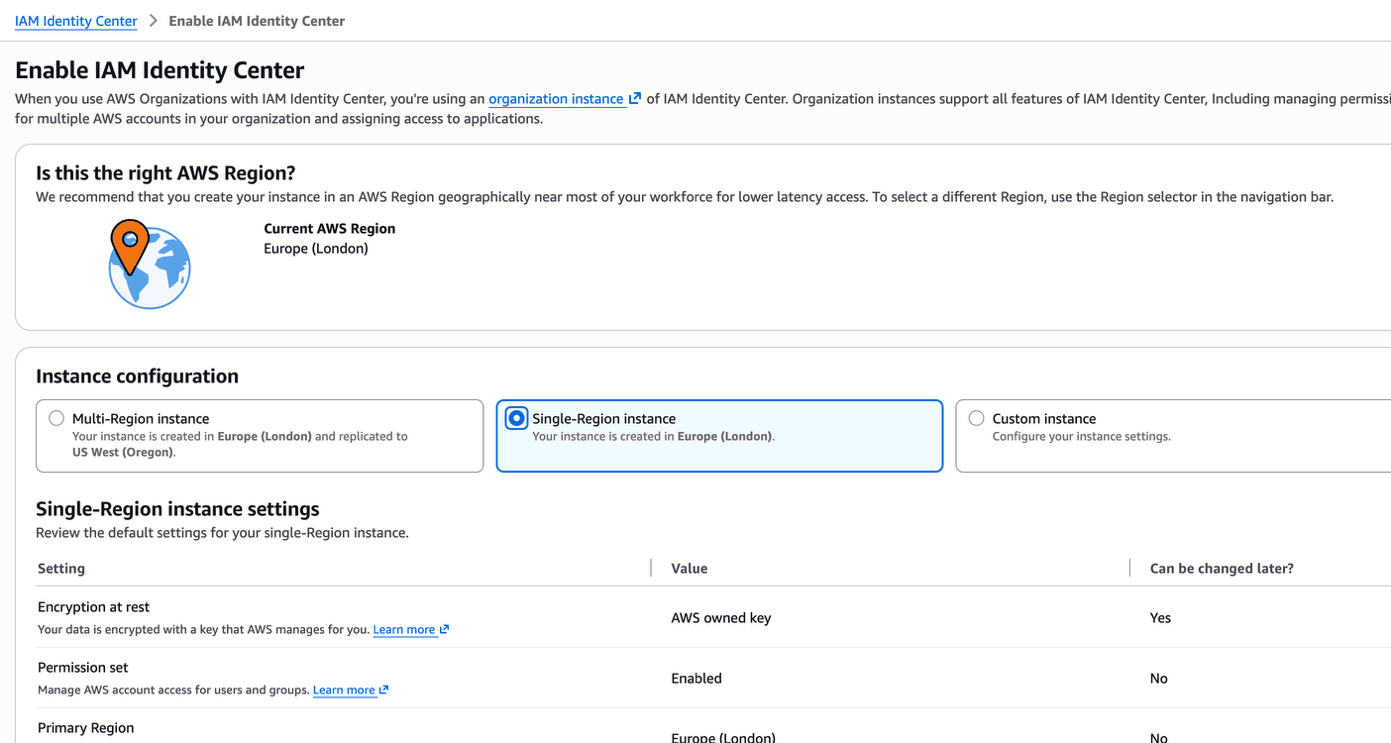 IAM Identity Center > Enable IAM Identity Center
Enable IAM Identity Center
When you use AWS Organizations with IAM Identity Center, you're using an organization instance of IAM Identity Center. Organization instances support all features of IAM Identity Center, Including managing
for multiple AWS accounts in your organization and assigning access to applications.
Is this the right AWS Region?
We recommend that you create your instance in an AWS Region geographically near most of your workforce for lower latency access. To select a different Region, use the Region selector in the navigation bar.
Current AWS Region
Europe (London)
Instance configuration
Multi-Region instance
Your instance is created in Europe (London) and replicated to
US West (Oregon).
Single-Region instance
Your instance is created in Europe (London).
Custom instance
Configure your instance settings.
Single-Region instance settings
Review the default settings for your single-Region instance.
Setting Value Can be changed later?
Encryption at rest
Your data is encrypted with a key that AWS manages for you. Learn more
AWS owned key Yes
Permission set
Manage AWS account access for users and groups. Learn more
Enabled No
Primary Region
Europe (London) No